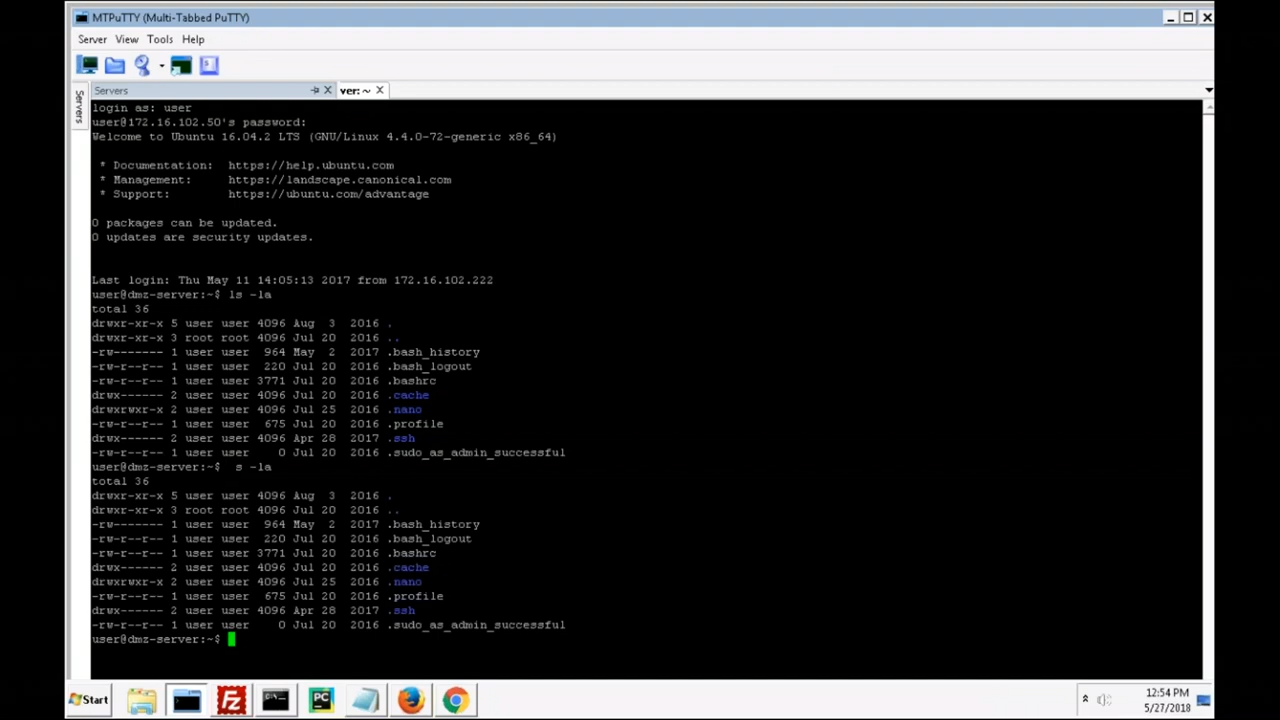 MTPuTTY (Multi-Tabbed PuTTY)
Server View Tools Help
Servers
ver: ~
Servers
login as: user
user@172.16.102.50's password:
Welcome to Ubuntu 16.04.2 LTS (GNU/Linux 4.4.0-72-generic x86_64)
* Documentation: https://help.ubuntu.com
* Management: https://landscape.canonical.com
* Support: https://ubuntu.com/advantage
0 packages can be updated.
0 updates are security updates.
Last login: Thu May 11 14:05:13 2017 from 172.16.102.222
user@dmz-server:~$ ls -la
total 36
drwxr-xr-x 5 user user 4096 Aug 3 2016 .
drwxr-xr-x 3 root root 4096 Jul 20 2016 ..
-rw------- 1 user user 964 May 2 2017 .bash_history
-rw-r--r-- 1 user user 220 Jul 20 2016 .bash_logout
-rw-r--r-- 1 user user 3771 Jul 20 2016 .bashrc
drwx------ 2 user user 4096 Jul 20 2016 .cache
drwxrwxr-x 2 user user 4096 Jul 25 2016 .nano
-rw-r--r-- 1 user user 675 Jul 20 2016 .profile
drwx------ 2 user user 4096 Apr 28 2017 .ssh
-rw-r--r-- 1 user user 0 Jul 20 2016 .sudo_as_admin_successful
user@dmz-server:~$ s -la
total 36
drwxr-xr-x 5 user user 4096 Aug 3 2016 .
drwxr-xr-x 3 root root 4096 Jul 20 2016 ..
-rw------- 1 user user 964 May 2 2017 .bash_history
-rw-r--r-- 1 user user 220 Jul 20 2016 .bash_logout
-rw-r--r-- 1 user user 3771 Jul 20 2016 .bashrc
drwx------ 2 user user 4096 Jul 20 2016 .cache
drwxrwxr-x 2 user user 4096 Jul 25 2016 .nano
-rw-r--r-- 1 user user 675 Jul 20 2016 .profile
drwx------ 2 user user 4096 Apr 28 2017 .ssh
-rw-r--r-- 1 user user 0 Jul 20 2016 .sudo_as_admin_successful
user@dmz-server:~$
Start
FZ
PC
12:54 PM
5/27/2018